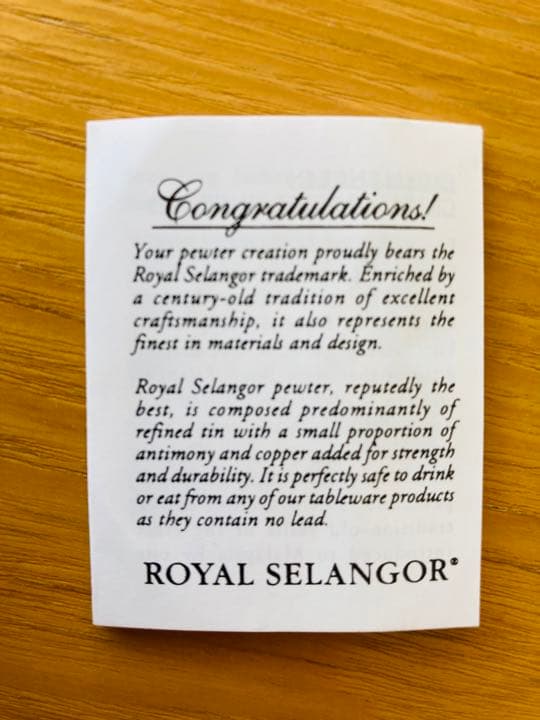 Congratulations!
Your pewter creation proudly bears the
Royal Selangor trademark. Enriched by
a century-old tradition of excellent
craftsmanship, it also represents the
finest in materials and design.
Royal Selangor pewter, reputedly the
best, is composed predominantly of
refined tin with a small proportion of
antimony and copper added for strength
and durability. It is perfectly safe to drink
or eat from any of our tableware products
as they contain no lead.
ROYAL SELANGOR®